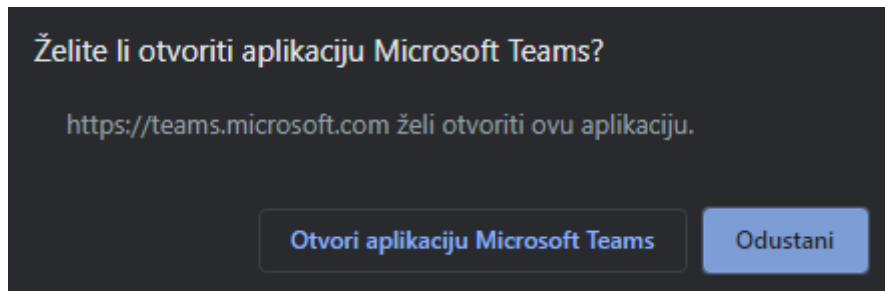 Želite li otvoriti aplikaciju Microsoft Teams?
https://teams.microsoft.com želi otvoriti ovu aplikaciju.
Otvori aplikaciju Microsoft Teams
Odustani